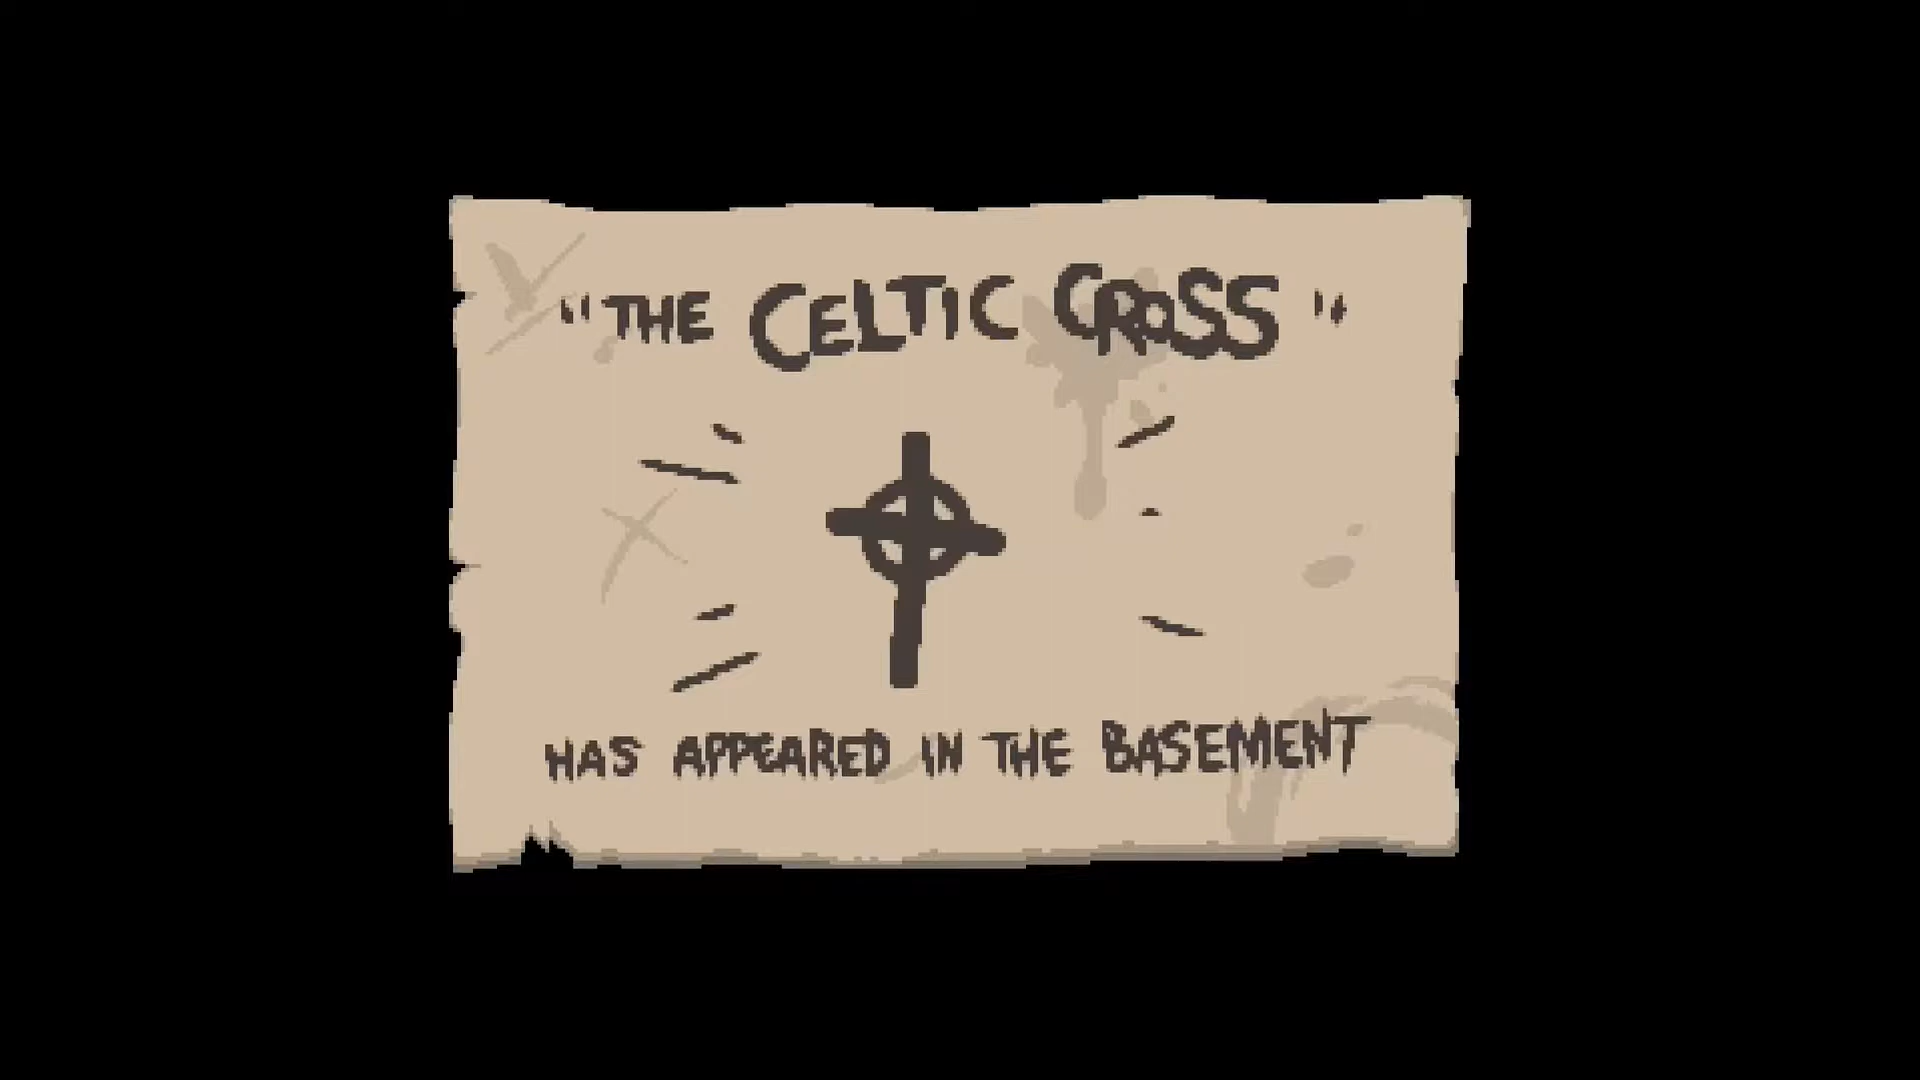 "THE CELTIC CROSS"
HAS APPEARED IN THE BASEMENT